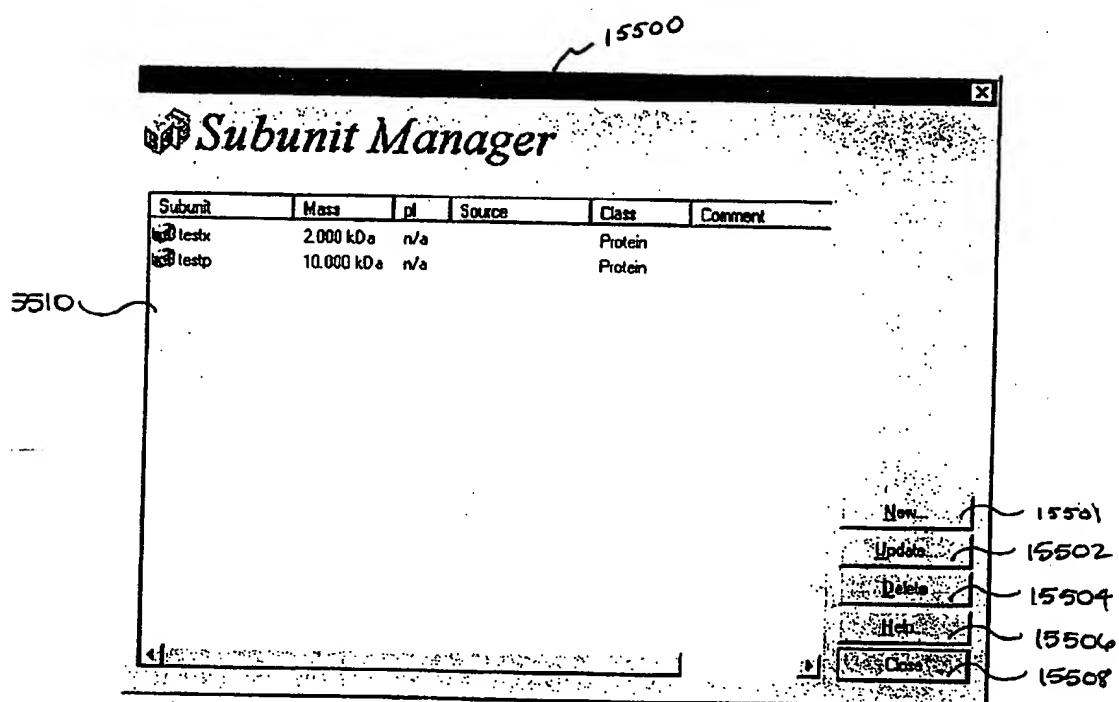 15500
Subunit Manager
Subunit Mass pI Source Class Comment
testx 2.000 kDa n/a Protein
testp 10.000 kDa n/a Protein
5510
New... 15501
Update... 15502
Delete 15504
Help... 15506
Close 15508